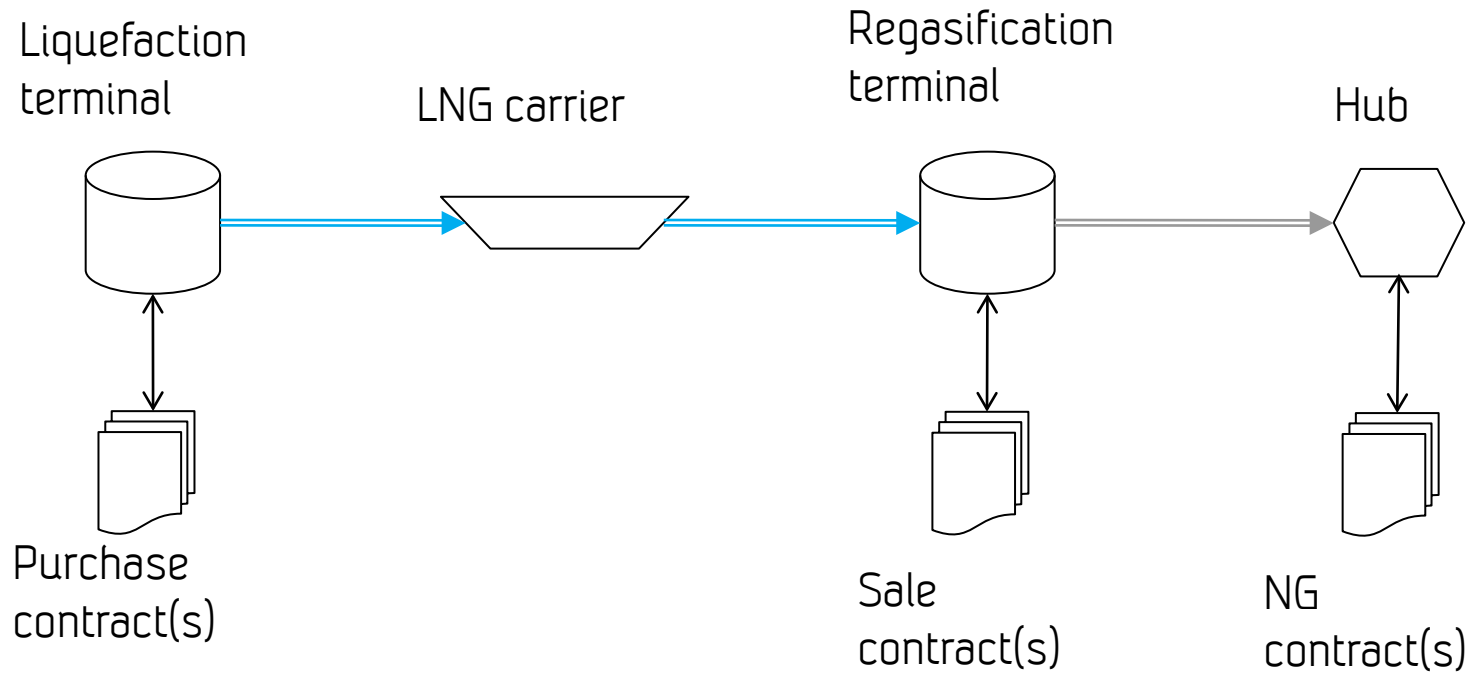 Liquefaction
terminal
LNG carrier
Regasification
terminal
Hub
Purchase
contract(s)
Sale
contract(s)
NG
contract(s)